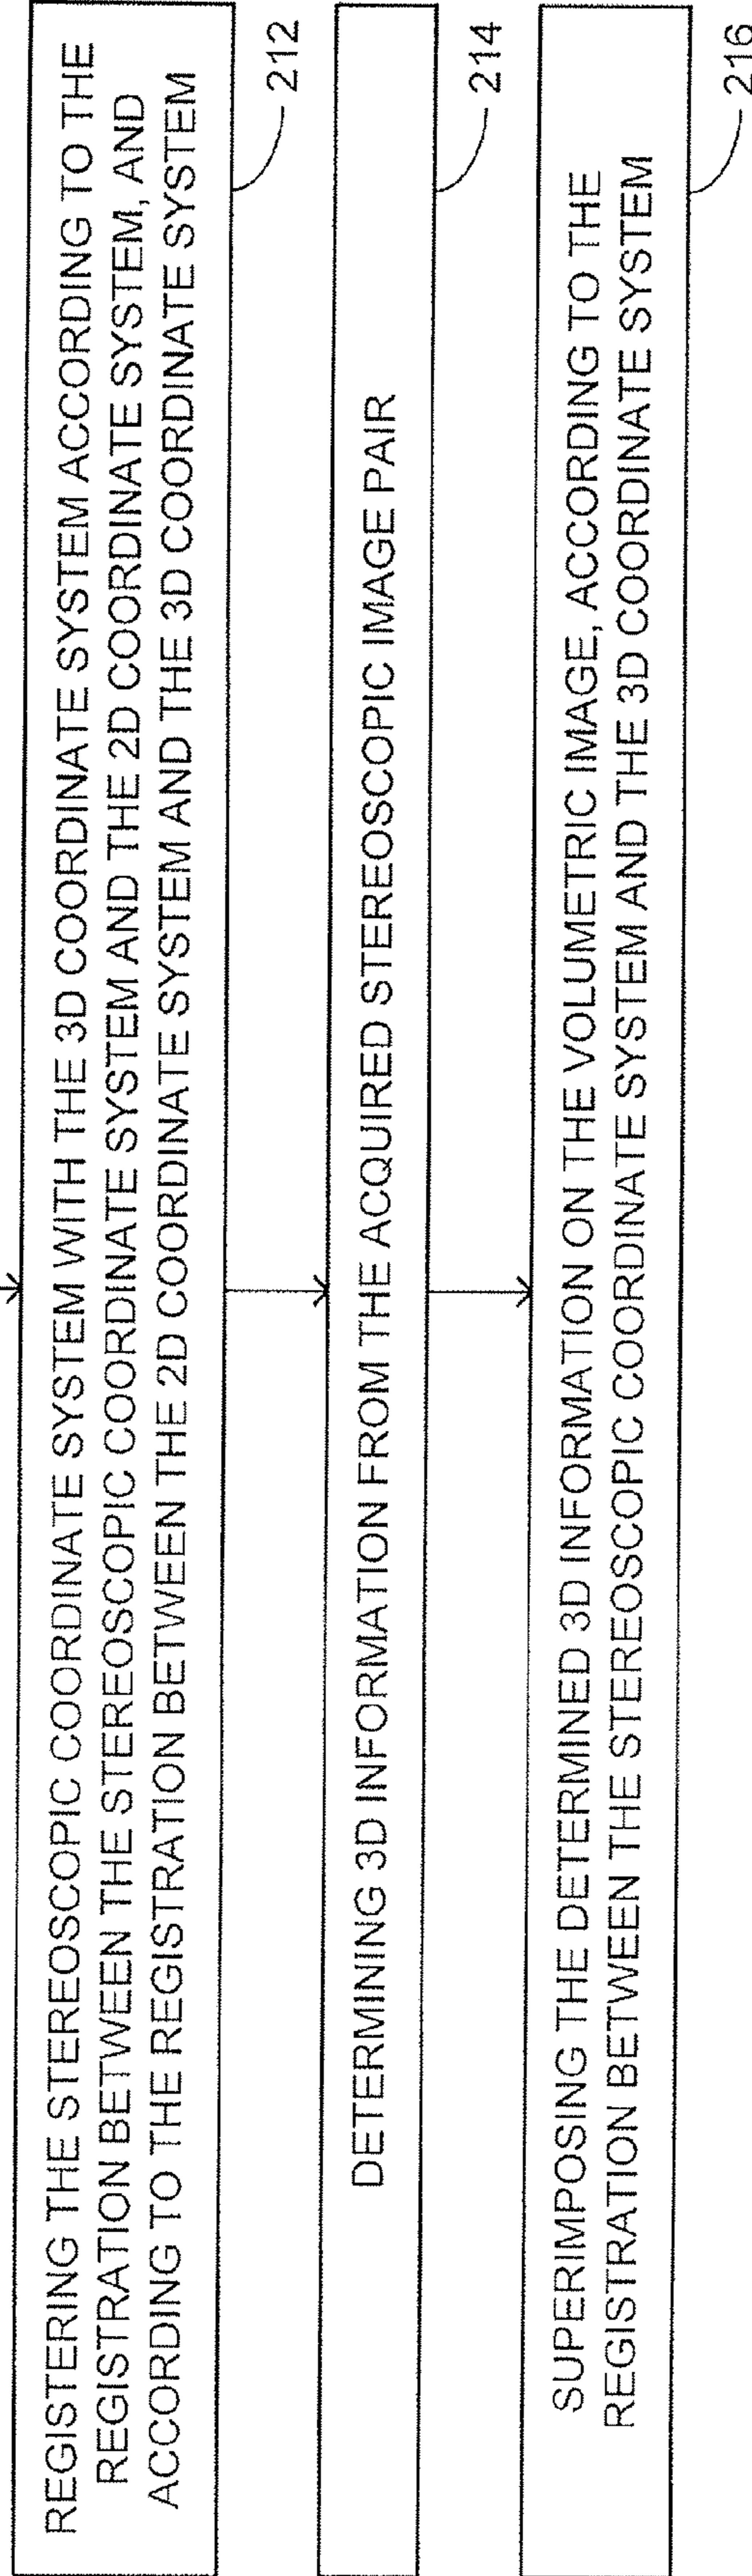 REGISTERING THE STEREOSCOPIC COORDINATE SYSTEM WITH THE 3D COORDINATE SYSTEM ACCORDING TO THE
REGISTRATION BETWEEN THE STEREOSCOPIC COORDINATE SYSTEM AND THE 2D COORDINATE SYSTEM, AND
ACCORDING TO THE REGISTRATION BETWEEN THE 2D COORDINATE SYSTEM AND THE 3D COORDINATE SYSTEM
212
DETERMINING 3D INFORMATION FROM THE ACQUIRED STEREOSCOPIC IMAGE PAIR
214
SUPERIMPOSING THE DETERMINED 3D INFORMATION ON THE VOLUMETRIC IMAGE, ACCORDING TO THE
REGISTRATION BETWEEN THE STEREOSCOPIC COORDINATE SYSTEM AND THE 3D COORDINATE SYSTEM
216